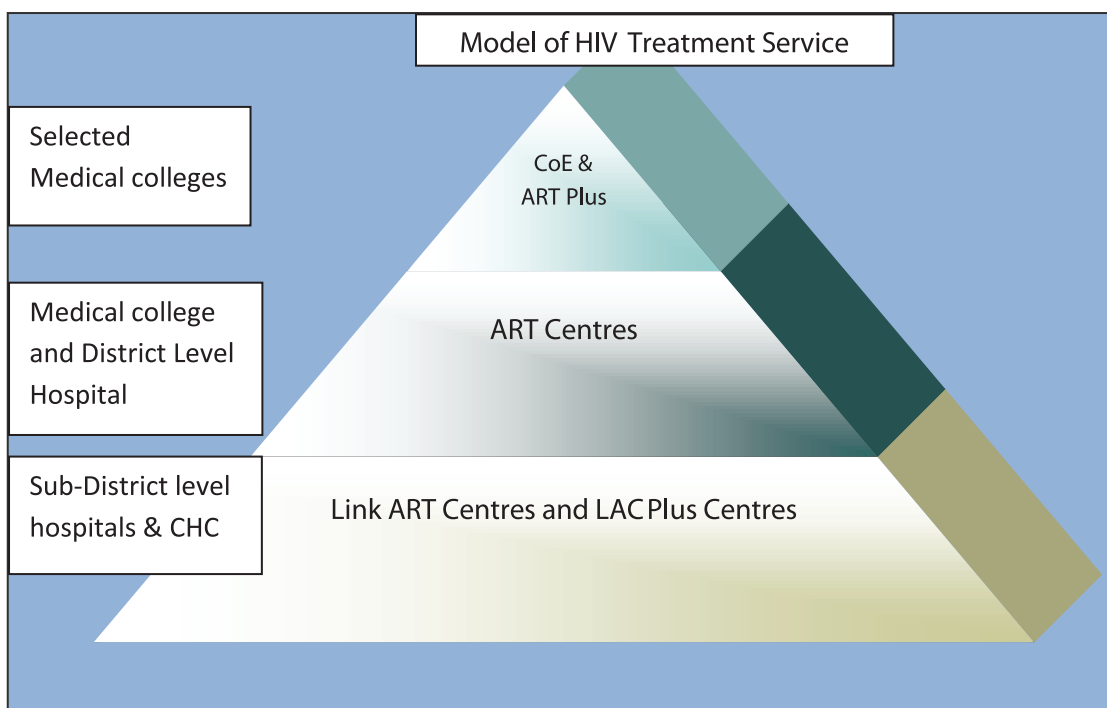 Model of HIV Treatment Service
Selected
Medical colleges
CoE &
ART Plus
Medical college
and District Level
Hospital
ART Centres
Sub-District level
hospitals & CHC
Link ART Centres and LAC Plus Centres